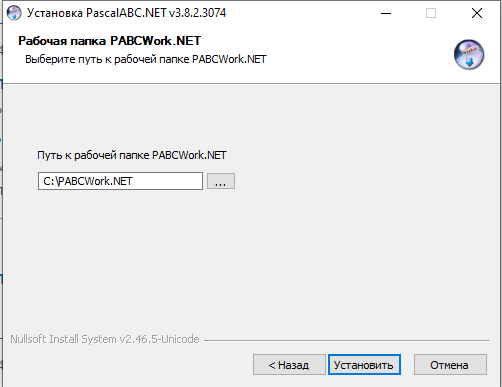 Установка PascalABC.NET v3.8.2.3074
Рабочая папка PABCWork.NET
Выберите путь к рабочей папке PABCWork.NET
Путь к рабочей папке PABCWork.NET
C:\PABCWork.NET
...
Nullsoft Install System v2.46.5-Unicode
< Назад
Установить
Отмена